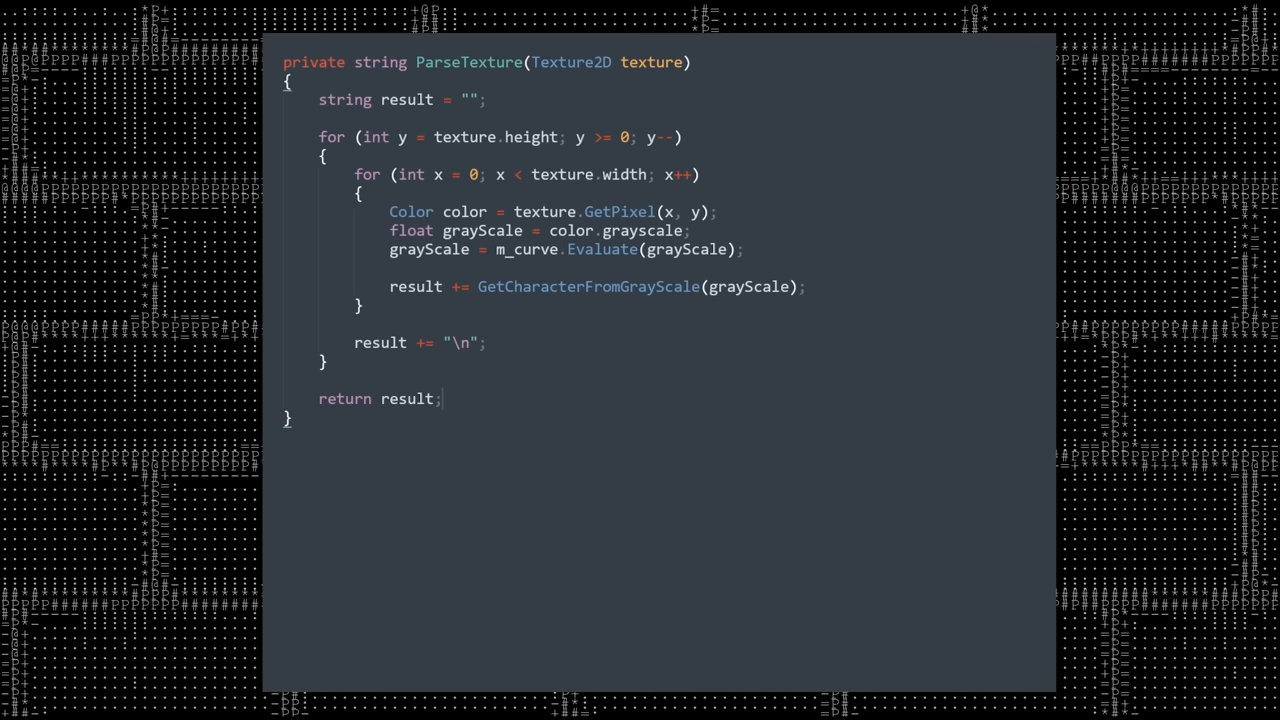 private string ParseTexture(Texture2D texture)
{
string result = "";
for (int y = texture.height; y >= 0; y--)
{
for (int x = 0; x < texture.width; x++)
{
Color color = texture.GetPixel(x, y);
float grayScale = color.grayscale;
grayScale = m_curve.Evaluate(grayScale);
result += GetCharacterFromGrayScale(grayScale);
}
result += "\n";
}
return result;
}